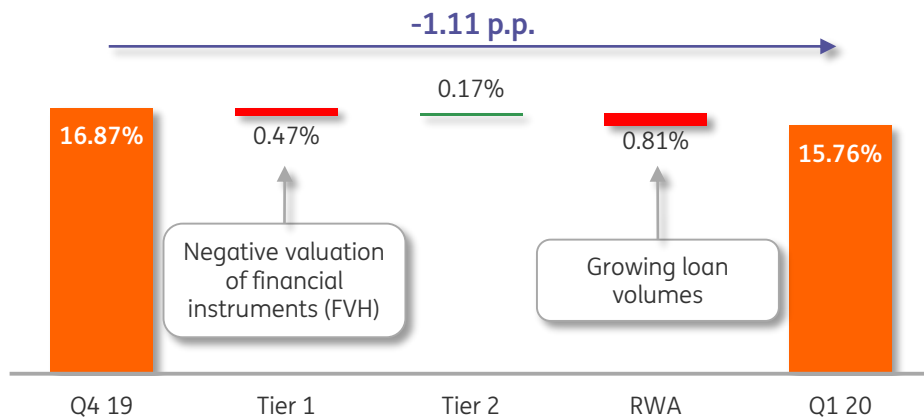 -1.11 p.p.
16.87%
0.47%
0.17%
0.81%
15.76%
Negative valuation
of financial
instruments (FVH)
Growing loan
volumes
Q4 19
Tier 1
Tier 2
RWA
Q1 20